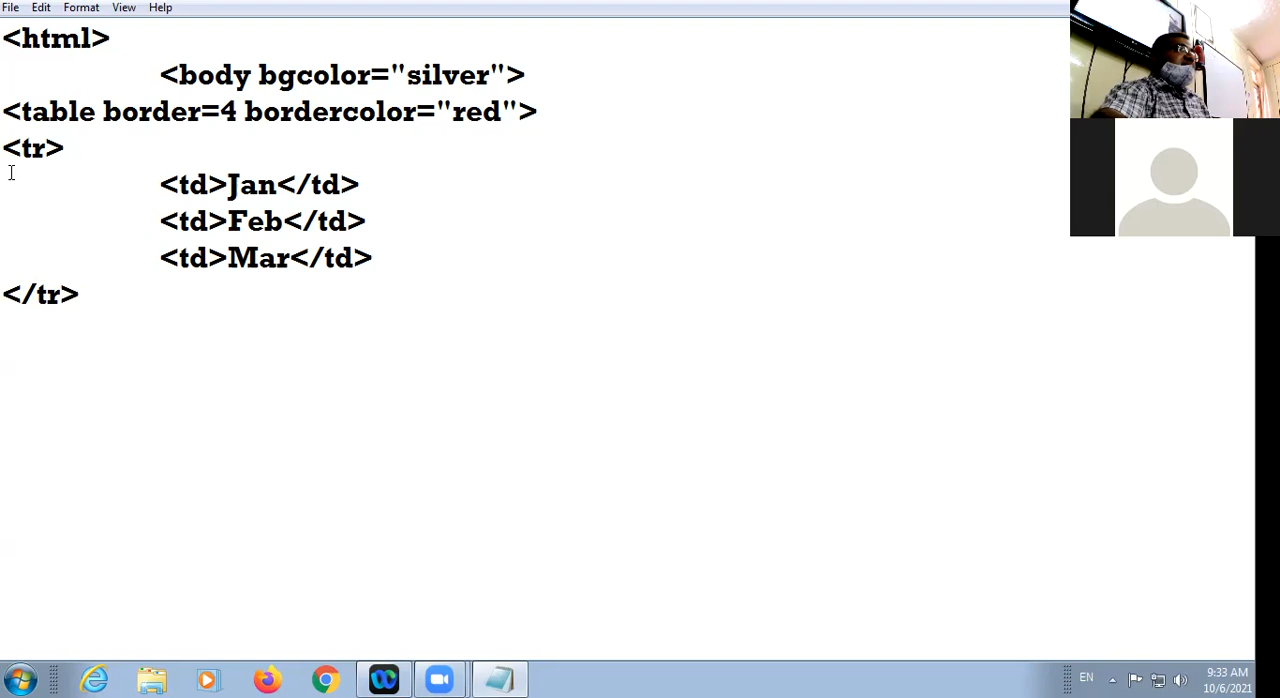 File Edit Format View Help
<html>
<body bgcolor="silver">
<table border=4 bordercolor="red">
<tr>
<td>Jan</td>
<td>Feb</td>
<td>Mar</td>
</tr>
EN
9:33 AM
10/6/2021